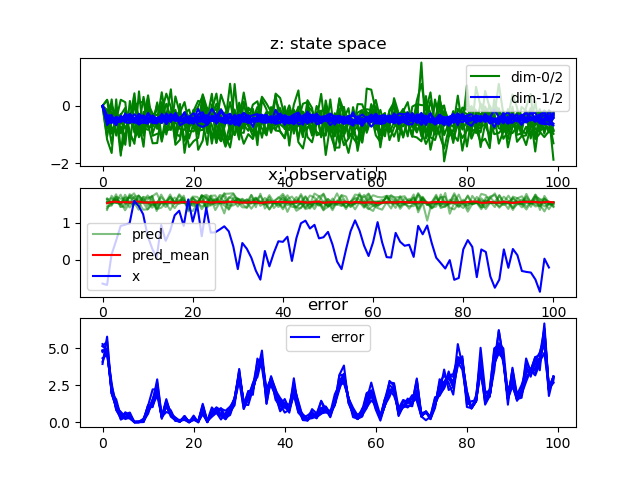 z: state space
0
−2
dim-0/2
dim-1/2
0
20
40
60
80
100
x: observation
1
0
pred
pred_mean
x
0
20
40
60
80
100
error
5.0
2.5
0.0
error
0
20
40
60
80
100